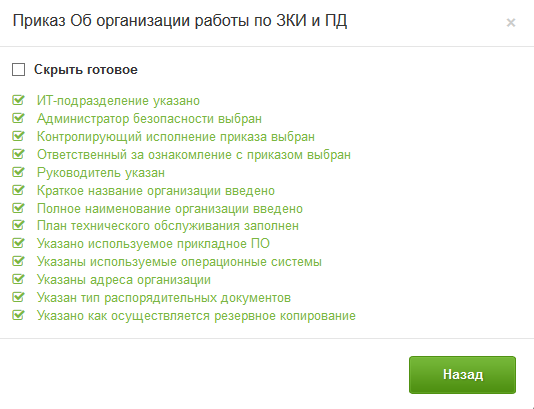 Приказ Об организации работы по ЗКИ и ПД
×
Скрыть готовое
ИТ-подразделение указано
Администратор безопасности выбран
Контролирующий исполнение приказа выбран
Ответственный за ознакомление с приказом выбран
Руководитель указан
Краткое название организации введено
Полное наименование организации введено
План технического обслуживания заполнен
Указано используемое прикладное ПО
Указаны используемые операционные системы
Указаны адреса организации
Указан тип распорядительных документов
Указано как осуществляется резервное копирование
Назад